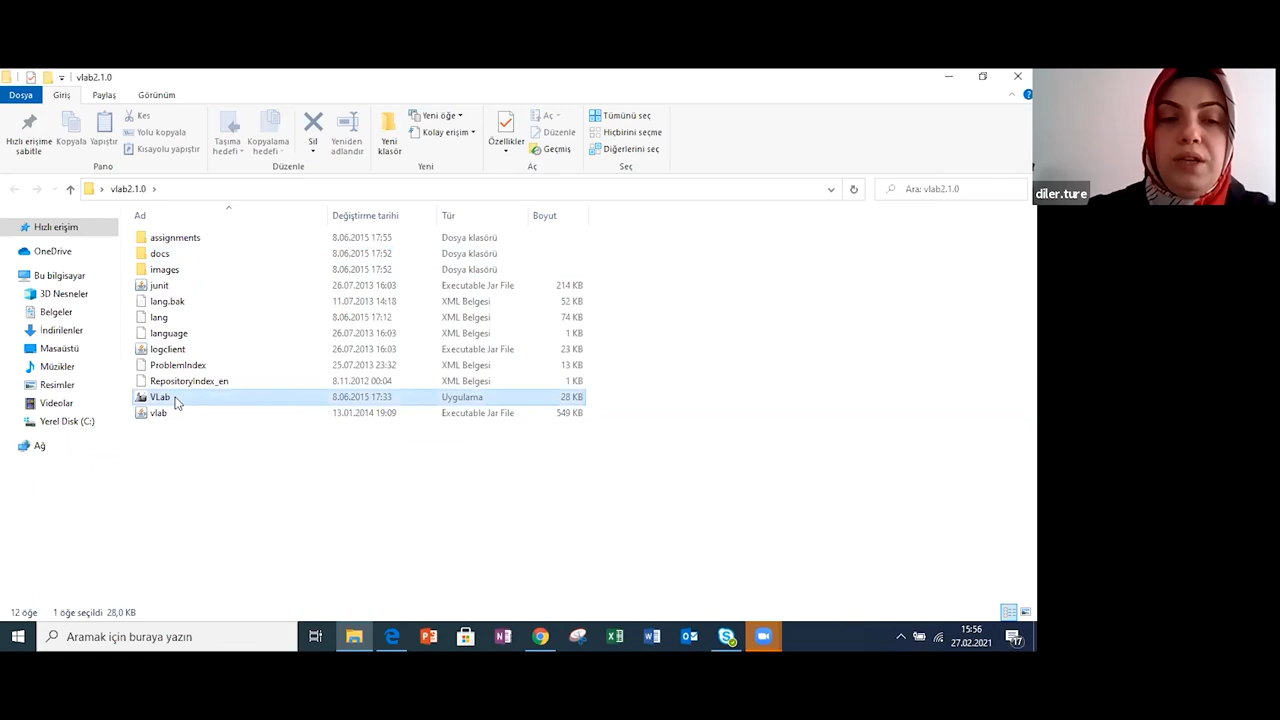 vlab2.1.0
Dosya Giriş Paylaş Görünüm
Hızlı erişime sabitle
Kopyala
Yapıştır
Kes
Yolu kopyala
Kısayolu yapıştır
Pano
Taşıma hedefi
Kopyalama hedefi
Sil
Yeniden adlandır
Düzenle
Yeni klasör
Yeni öğe
Kolay erişim
Yeni
Özellikler
Aç
Düzenle
Geçmiş
Aç
Tümünü seç
Hiçbirini seçme
Diğerlerini seç
Seç
diler.ture
vlab2.1.0
Ara: vlab2.1.0
Hızlı erişim
OneDrive
Bu bilgisayar
3D Nesneler
Belgeler
İndirilenler
Masaüstü
Müzikler
Resimler
Videolar
Yerel Disk (C:)
Ağ
Ad Değiştirme tarihi Tür Boyut
assignments 8.06.2015 17:55 Dosya klasörü
docs 8.06.2015 17:52 Dosya klasörü
images 8.06.2015 17:52 Dosya klasörü
junit 26.07.2013 16:03 Executable Jar File 214 KB
lang.bak 11.07.2013 14:18 XML Belgesi 52 KB
lang 8.06.2015 17:12 XML Belgesi 74 KB
language 26.07.2013 16:03 XML Belgesi 1 KB
logclient 26.07.2013 16:03 Executable Jar File 23 KB
ProblemIndex 25.07.2013 23:32 XML Belgesi 13 KB
RepositoryIndex_en 8.11.2012 00:04 XML Belgesi 1 KB
VLab 8.06.2015 17:33 Uygulama 28 KB
vlab 13.01.2014 19:09 Executable Jar File 549 KB
12 öğe 1 öğe seçildi 28,0 KB
Aramak için buraya yazın
15:56
27.02.2021
17